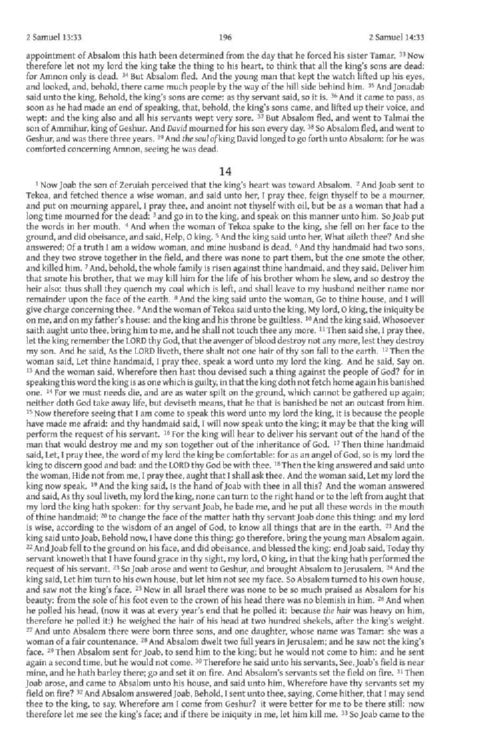 2 Samuel 13:33 196 2 Samuel 14:33
appointment of Absalom this hath been determined from the day that he forced his sister Tamar. 33 Now
therefore let not my lord the king take the thing to his heart, to think that all the king's sons are dead:
for Amnon only is dead. 34 But Absalom fled. And the young man that kept the watch lifted up his eyes,
and looked, and, behold, there came much people by the way of the hill side behind him. 35 And Jonadab
said unto the king, Behold, the king's sons are come: as thy servant said, so it is. 36 And it came to pass, as
soon as he had made an end of speaking, that, behold, the king's sons came, and lifted up their voice, and
wept: and the king also and all his servants wept very sore. 37 But Absalom fled, and went to Talmai the
son of Ammihur, king of Geshur. And David mourned for his son every day. 38 So Absalom fled, and went to
Geshur, and was there three years. 39 And the soul of king David longed to go forth unto Absalom: for he was
comforted concerning Amnon, seeing he was dead.
14
1 Now Joab the son of Zeruiah perceived that the king's heart was toward Absalom. 2 And Joab sent to
Tekoa, and fetched thence a wise woman, and said unto her, I pray thee, feign thyself to be a mourner,
and put on mourning apparel, I pray thee, and anoint not thyself with oil, but be as a woman that had a
long time mourned for the dead: 3 and go in to the king, and speak on this manner unto him. So Joab put
the words in her mouth. 4 And when the woman of Tekoa spake to the king, she fell on her face to the
ground, and did obeisance, and said, Help, O king. 5 And the king said unto her, What aileth thee? And she
answered; Of a truth I am a widow woman, and mine husband is dead. 6 And thy handmaid had two sons,
and they two strove together in the field, and there was none to part them, but the one smote the other,
and killed him. 7 And, behold, the whole family is risen against thine handmaid, and they said, Deliver him
that smote his brother, that we may kill him for the life of his brother whom he slew, and so destroy the
heir also: thus shall they quench my coal which is left, and shall leave to my husband neither name nor
remainder upon the face of the earth. 8 And the king said unto the woman, Go to thine house, and I will
give charge concerning thee. 9 And the woman of Tekoa said unto the king, My lord, O king, the iniquity be
on me, and on my father's house: and the king and his throne be guiltless. 10 And the king said, Whosoever
saith aught unto thee, bring him to me, and he shall not touch thee any more. 11 Then said she, I pray thee,
let the king remember the LORD thy God, that the avenger of blood destroy not any more, lest they destroy
my son. And he said, As the LORD liveth, there shalt not one hair of thy son fall to the earth. 12 Then the
woman said, Let thine handmaid, I pray thee, speak a word unto my lord the king. And he said, Say on.
13 And the woman said, Wherefore then hast thou devised such a thing against the people of God? for in
speaking this word the king is as one which is guilty, in that the king doth not fetch home again his banished
one. 14 For we must needs die, and are as water spilt on the ground, which cannot be gathered up again;
neither doth God take away life, but deviseth means, that he that is banished be not an outcast from him.
15 Now therefore seeing that I am come to speak this word unto my lord the king, it is because the people
have made me afraid: and thy handmaid said, I will now speak unto the king; it may be that the king will
perform the request of his servant. 16 For the king will hear to deliver his servant out of the hand of the
man that would destroy me and my son together out of the inheritance of God. 17 Then thine handmaid
said, Let, I pray thee, the word of my lord the king be comfortable: for as an angel of God, so is my lord the
king to discern good and bad: and the LORD thy God be with thee. 18 Then the king answered and said unto
the woman, Hide not from me, I pray thee, aught that I shall ask thee. And the woman said, Let my lord the
king now speak. 19 And the king said, Is the hand of Joab with thee in all this? And the woman answered
and said, As thy soul liveth, my lord the king, none can turn to the right hand or to the left from aught that
my lord the king hath spoken: for thy servant Joab, he bade me, and he put all these words in the mouth
of thine handmaid; 20 to change the face of the matter hath thy servant Joab done this thing: and my lord
is wise, according to the wisdom of an angel of God, to know all things that are in the earth. 21 And the
king said unto Joab, Behold now, I have done this thing: go therefore, bring the young man Absalom again.
22 And Joab fell to the ground on his face, and did obeisance, and blessed the king: end Joab said, Today thy
servant knoweth that I have found grace in thy sight, my lord, O king, in that the king hath performed the
request of his servant. 23 So Joab arose and went to Geshur, and brought Absalom to Jerusalem. 24 And the
king said, Let him turn to his own house, but let him not see my face. So Absalom turned to his own house,
and saw not the king's face. 25 Now in all Israel there was none to be so much praised as Absalom for his
beauty: from the sole of his foot even to the crown of his head there was no blemish in him. 26 And when
he polled his head, (now it was at every year's end that he polled it: because the hair was heavy on him,
therefore he polled it:) he weighed the hair of his head at two hundred shekels, after the king's weight.
27 And unto Absalom there were born three sons, and one daughter, whose name was Tamar: she was a
woman of a fair countenance. 28 And Absalom dwelt two full years in Jerusalem; and he saw not the king's
face. 29 Then Absalom sent for Joab, to send him to the king; but he would not come to him: and he sent
again a second time, but he would not come. 30 Therefore he said unto his servants, See, Joab's field is near
mine, and he hath barley there; go and set it on fire. And Absalom's servants set the field on fire. 31 Then
Joab arose, and came to Absalom unto his house, and said unto him, Wherefore have thy servants set my
field on fire? 32 And Absalom answered Joab, Behold, I sent unto thee, saying, Come hither, that I may send
thee to the king, to say, Wherefore am I come from Geshur? it were better for me to be there still: now
therefore let me see the king's face; and if there be iniquity in me, let him kill me. 33 So Joab came to the